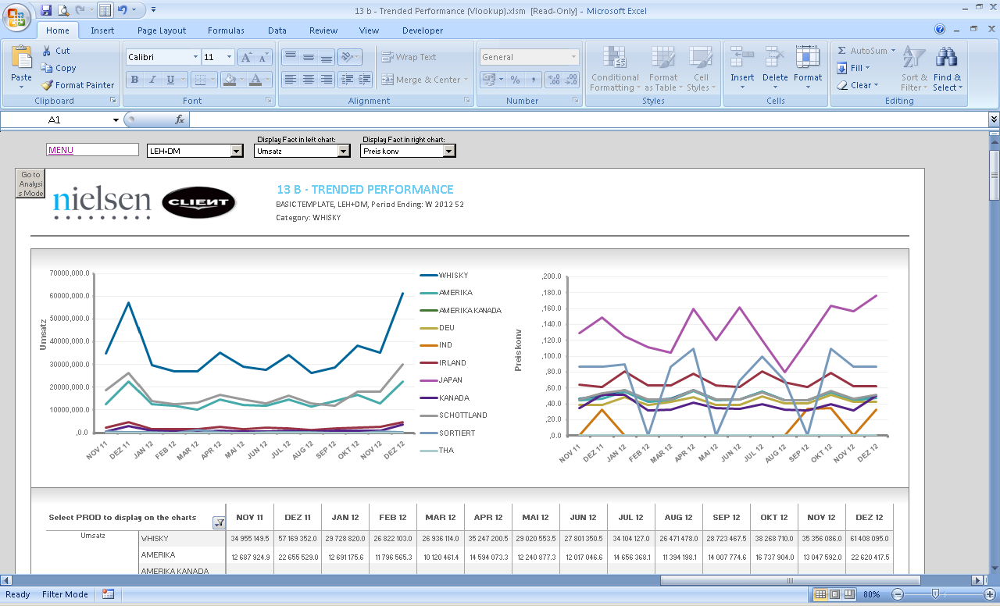 13 b - Trended Performance (Vlookup).xlsm [Read-Only] - Microsoft Excel
Home Insert Page Layout Formulas Data Review View Developer
Paste Cut Copy Format Painter Clipboard
Calibri 11 B I U A Font
Wrap Text Merge & Center Alignment
General % , Number
Conditional Formatting Format as Table Cell Styles Styles
Insert Delete Format Cells
Σ AutoSum Fill Clear Sort & Filter Find & Select Editing
A1 fx
Display Fact in left chart: Display Fact in right chart:
MENU LEH+DM Umsatz Preis konv
Go to Analysis Mode
nielsen CLIENT
13 B - TRENDED PERFORMANCE
BASIC TEMPLATE, LEH+DM, Period Ending: W 2012 52
Category: WHISKY
Umsatz
70000,000.0
60000,000.0
50000,000.0
40000,000.0
30000,000.0
20000,000.0
10000,000.0
,0.0
NOV 11 DEZ 11 JAN 12 FEB 12 MAR 12 APR 12 MAI 12 JUN 12 JUL 12 AUG 12 SEP 12 OKT 12 NOV 12 DEZ 12
WHISKY
AMERIKA
AMERIKA KANADA
DEU
IND
IRLAND
JAPAN
KANADA
SCHOTTLAND
SORTIERT
THA
Preis konv
,200.0
,180.0
,160.0
,140.0
,120.0
,100.0
,80.0
,60.0
,40.0
,20.0
,0.0
NOV 11 DEZ 11 JAN 12 FEB 12 MAR 12 APR 12 MAI 12 JUN 12 JUL 12 AUG 12 SEP 12 OKT 12 NOV 12 DEZ 12
Select PROD to display on the charts NOV 11 DEZ 11 JAN 12 FEB 12 MAR 12 APR 12 MAI 12 JUN 12 JUL 12 AUG 12 SEP 12 OKT 12 NOV 12 DEZ 12
Umsatz WHISKY 34 955 149.5 57 169 352.0 29 728 820.0 26 822 103.0 26 936 114.0 35 247 200.5 29 020 553.5 27 801 350.5 34 104 127.0 26 471 478.0 28 723 467.5 38 268 710.0 35 356 086.0 61 408 095.0
AMERIKA 12 687 924.9 22 655 529.0 12 691 175.6 11 796 565.3 10 120 461.4 14 594 073.3 12 240 877.3 12 017 046.6 14 656 368.1 11 394 198.1 14 007 774.6 16 737 904.0 13 047 592.0 22 620 417.5
AMERIKA KANADA
Ready Filter Mode 80%